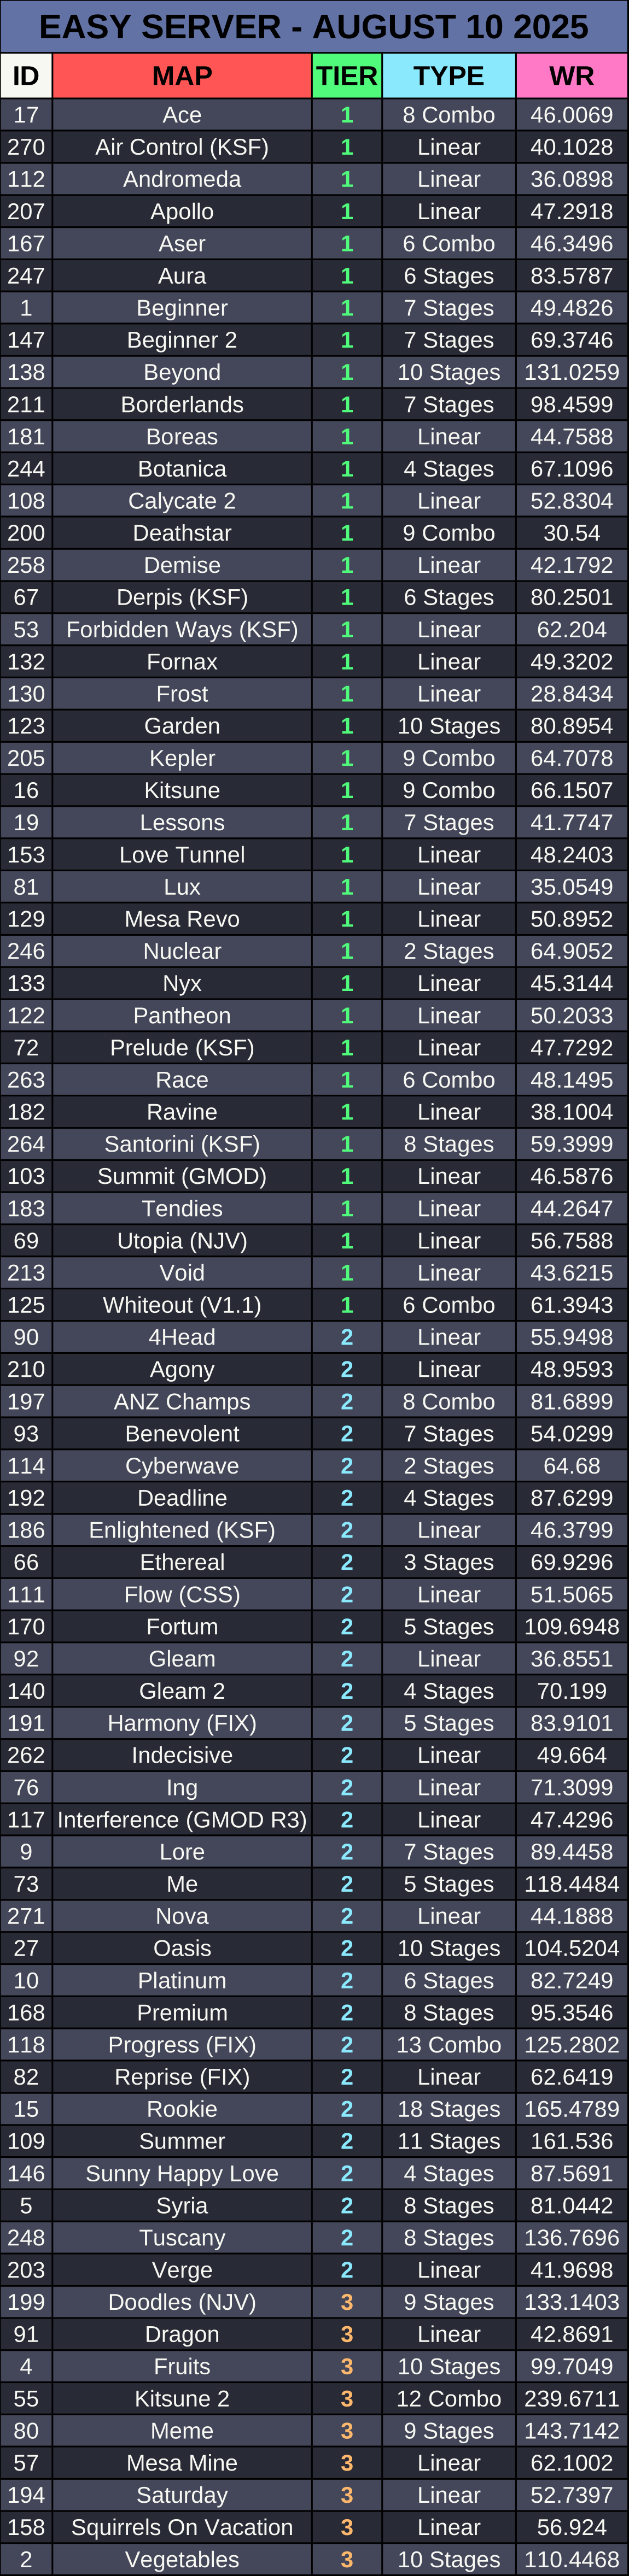 EASY SERVER - AUGUST 10 2025
ID MAP TIER TYPE WR
17 Ace 1 8 Combo 46.0069
270 Air Control (KSF) 1 Linear 40.1028
112 Andromeda 1 Linear 36.0898
207 Apollo 1 Linear 47.2918
167 Aser 1 6 Combo 46.3496
247 Aura 1 6 Stages 83.5787
1 Beginner 1 7 Stages 49.4826
147 Beginner 2 1 7 Stages 69.3746
138 Beyond 1 10 Stages 131.0259
211 Borderlands 1 7 Stages 98.4599
181 Boreas 1 Linear 44.7588
244 Botanica 1 4 Stages 67.1096
108 Calycate 2 1 Linear 52.8304
200 Deathstar 1 9 Combo 30.54
258 Demise 1 Linear 42.1792
67 Derpis (KSF) 1 6 Stages 80.2501
53 Forbidden Ways (KSF) 1 Linear 62.204
132 Fornax 1 Linear 49.3202
130 Frost 1 Linear 28.8434
123 Garden 1 10 Stages 80.8954
205 Kepler 1 9 Combo 64.7078
16 Kitsune 1 9 Combo 66.1507
19 Lessons 1 7 Stages 41.7747
153 Love Tunnel 1 Linear 48.2403
81 Lux 1 Linear 35.0549
129 Mesa Revo 1 Linear 50.8952
246 Nuclear 1 2 Stages 64.9052
133 Nyx 1 Linear 45.3144
122 Pantheon 1 Linear 50.2033
72 Prelude (KSF) 1 Linear 47.7292
263 Race 1 6 Combo 48.1495
182 Ravine 1 Linear 38.1004
264 Santorini (KSF) 1 8 Stages 59.3999
103 Summit (GMOD) 1 Linear 46.5876
183 Tendies 1 Linear 44.2647
69 Utopia (NJV) 1 Linear 56.7588
213 Void 1 Linear 43.6215
125 Whiteout (V1.1) 1 6 Combo 61.3943
90 4Head 2 Linear 55.9498
210 Agony 2 Linear 48.9593
197 ANZ Champs 2 8 Combo 81.6899
93 Benevolent 2 7 Stages 54.0299
114 Cyberwave 2 2 Stages 64.68
192 Deadline 2 4 Stages 87.6299
186 Enlightened (KSF) 2 Linear 46.3799
66 Ethereal 2 3 Stages 69.9296
111 Flow (CSS) 2 Linear 51.5065
170 Fortum 2 5 Stages 109.6948
92 Gleam 2 Linear 36.8551
140 Gleam 2 2 4 Stages 70.199
191 Harmony (FIX) 2 5 Stages 83.9101
262 Indecisive 2 Linear 49.664
76 Ing 2 Linear 71.3099
117 Interference (GMOD R3) 2 Linear 47.4296
9 Lore 2 7 Stages 89.4458
73 Me 2 5 Stages 118.4484
271 Nova 2 Linear 44.1888
27 Oasis 2 10 Stages 104.5204
10 Platinum 2 6 Stages 82.7249
168 Premium 2 8 Stages 95.3546
118 Progress (FIX) 2 13 Combo 125.2802
82 Reprise (FIX) 2 Linear 62.6419
15 Rookie 2 18 Stages 165.4789
109 Summer 2 11 Stages 161.536
146 Sunny Happy Love 2 4 Stages 87.5691
5 Syria 2 8 Stages 81.0442
248 Tuscany 2 8 Stages 136.7696
203 Verge 2 Linear 41.9698
199 Doodles (NJV) 3 9 Stages 133.1403
91 Dragon 3 Linear 42.8691
4 Fruits 3 10 Stages 99.7049
55 Kitsune 2 3 12 Combo 239.6711
80 Meme 3 9 Stages 143.7142
57 Mesa Mine 3 Linear 62.1002
194 Saturday 3 Linear 52.7397
158 Squirrels On Vacation 3 Linear 56.924
2 Vegetables 3 10 Stages 110.4468